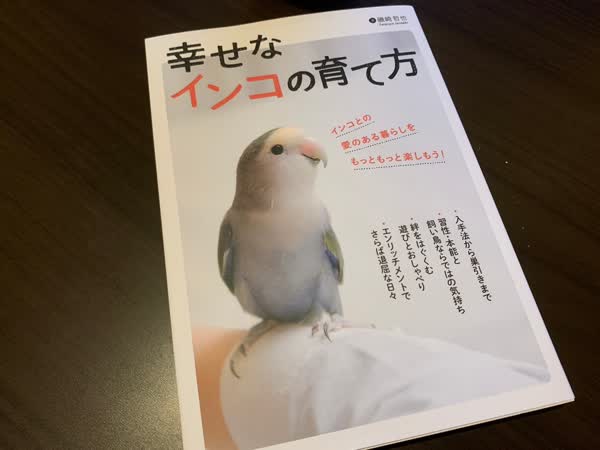 著 磯崎哲也
幸せな
インコの育て方
インコとの
愛のある暮らしを
もっともっと楽しもう!
・入手法から巣引きまで
・習性・本能と
飼い鳥ならではの気持ち
・絆をはぐくむ
遊びとおしゃべり
・エンリッチメントで
さらば退屈な日々